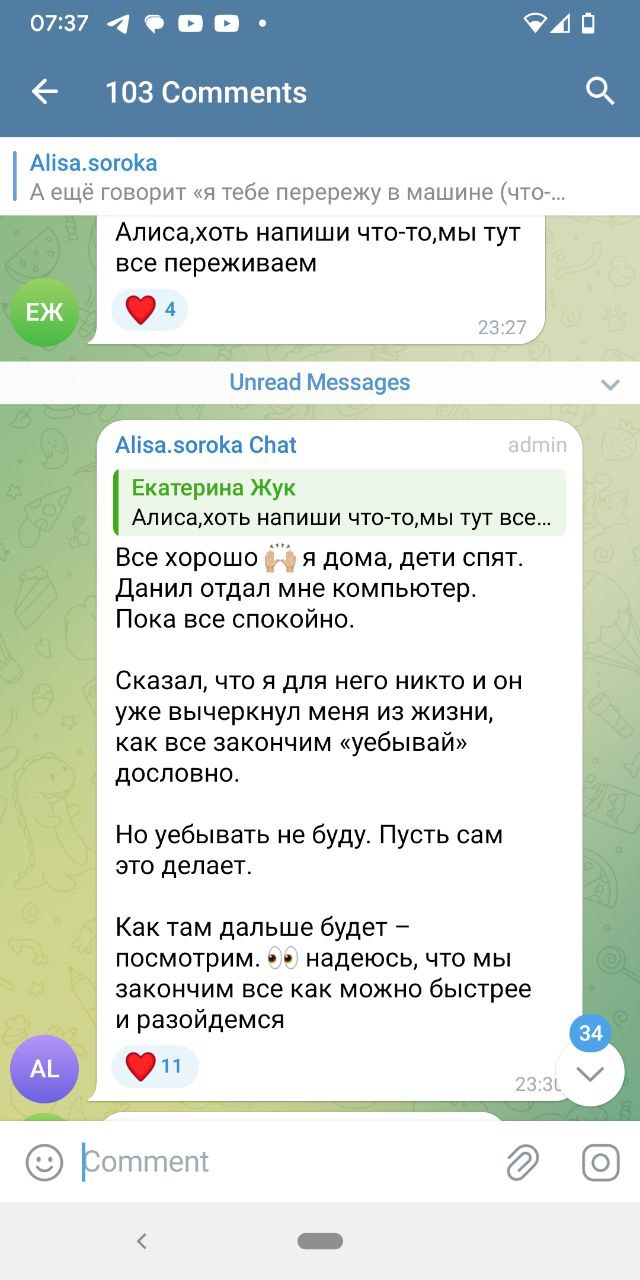 07:37
103 Comments
Alisa.soroka
А ещё говорит «я тебе перережу в машине (что-...
Алиса,хоть напиши что-то,мы тут
все переживаем
ЕЖ
4
23:27
Unread Messages
Alisa.soroka Chat
admin
Екатерина Жук
Алиса,хоть напиши что-то,мы тут все...
Все хорошо 🙌🏼 я дома, дети спят.
Данил отдал мне компьютер.
Пока все спокойно.
Сказал, что я для него никто и он
уже вычеркнул меня из жизни,
как все закончим «уебывай»
дословно.
Но уебывать не буду. Пусть сам
это делает.
Как там дальше будет –
посмотрим. 👀 надеюсь, что мы
закончим все как можно быстрее
и разойдемся
34
AL
11
Comment